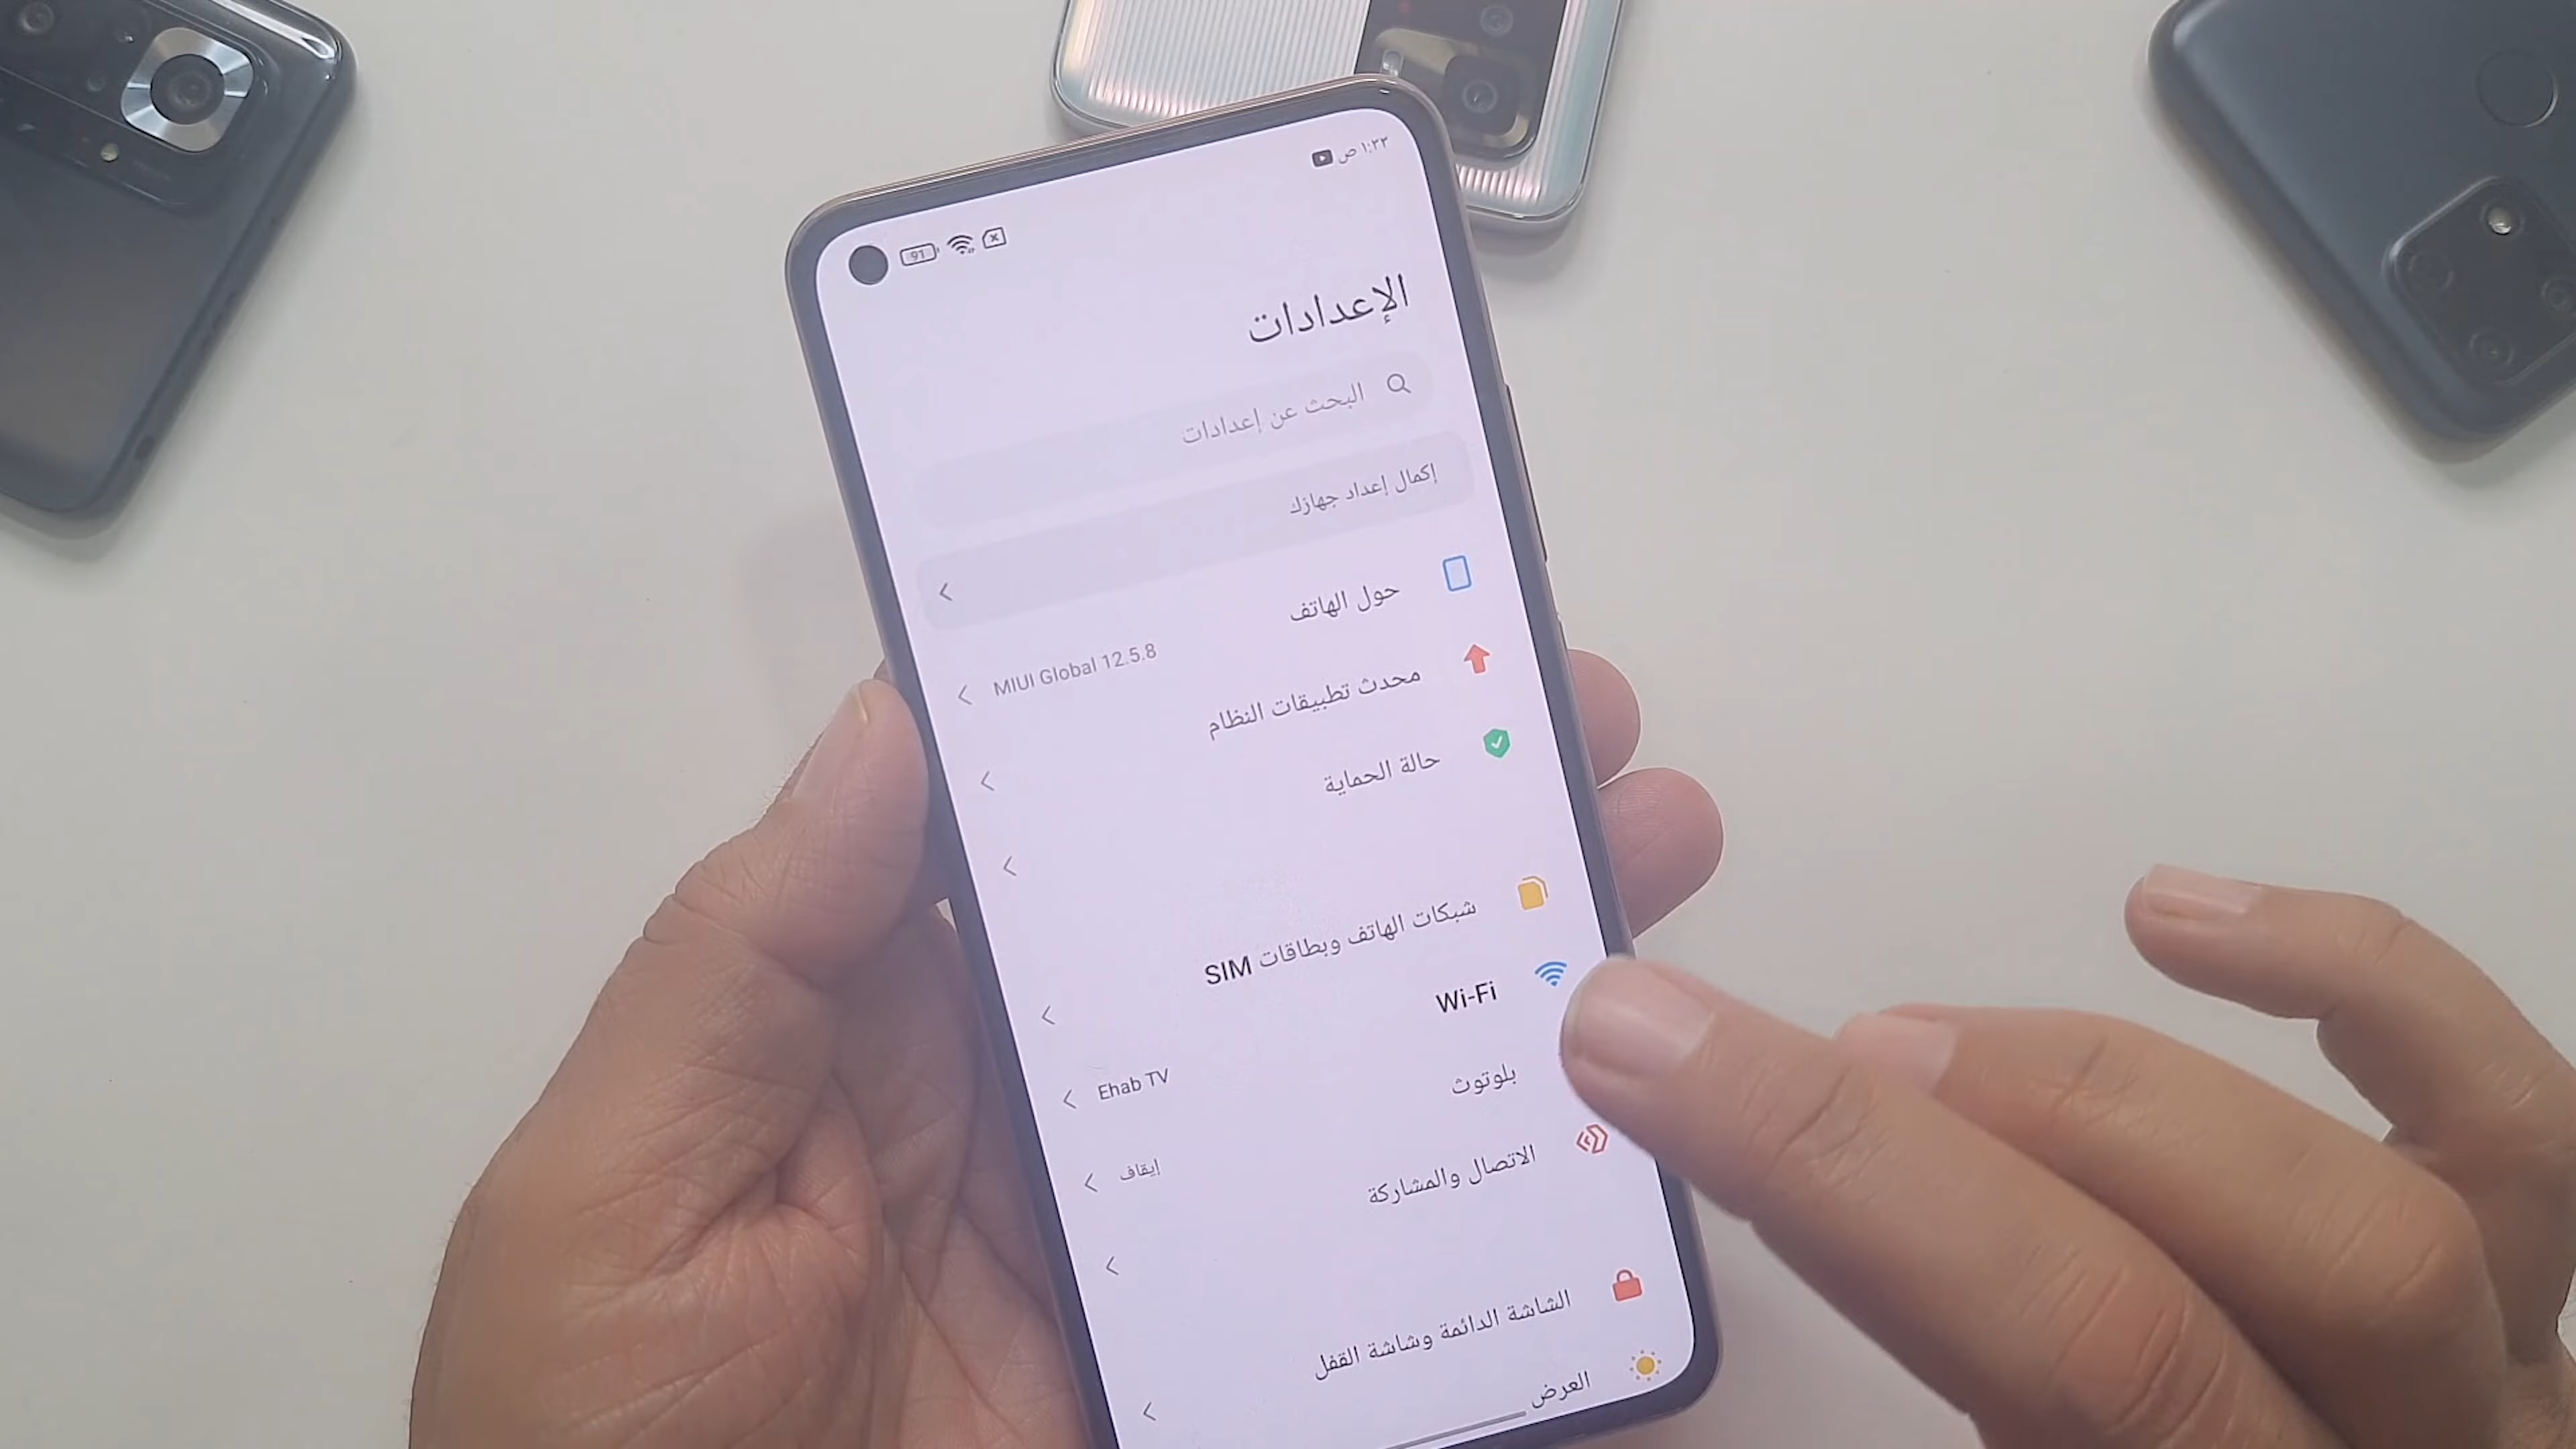 ١:٣٣ ص
91
الإعدادات
البحث عن إعدادات
إكمال إعداد جهازك
حول الهاتف
MIUI Global 12.5.8
محدث تطبيقات النظام
حالة الحماية
شبكات الهاتف وبطاقات SIM
Wi-Fi
Ehab TV
بلوتوث
إيقاف
الاتصال والمشاركة
الشاشة الدائمة وشاشة القفل
العرض